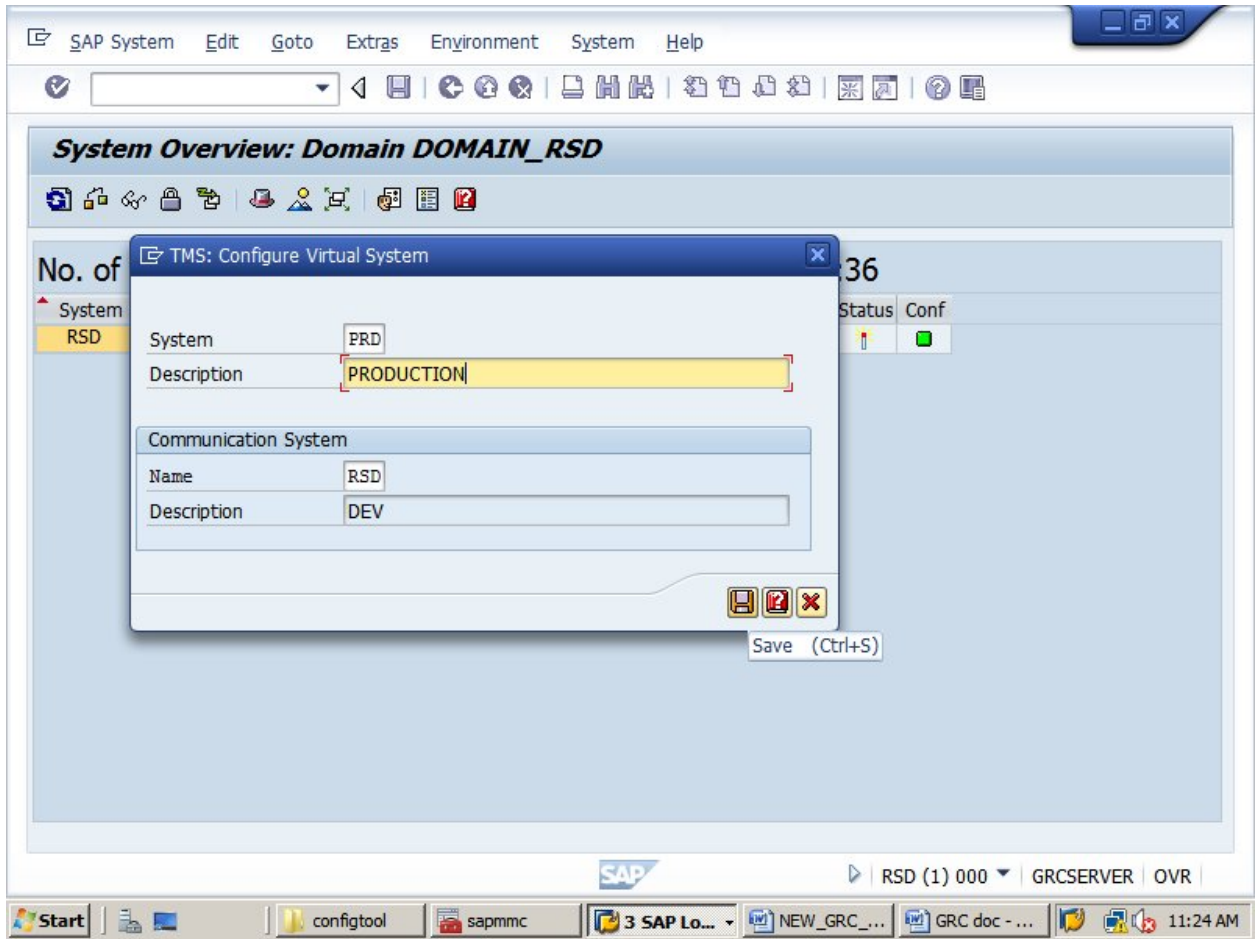 SAP System Edit Goto Extras Environment System Help
System Overview: Domain DOMAIN_RSD
TMS: Configure Virtual System
No. of :36
System Status Conf
RSD
System PRD
Description PRODUCTION
Communication System
Name RSD
Description DEV
Save (Ctrl+S)
SAP
RSD (1) 000 GRCSERVER OVR
Start configtool sapmmc 3 SAP Lo... NEW_GRC_... GRC doc - ... 11:24 AM